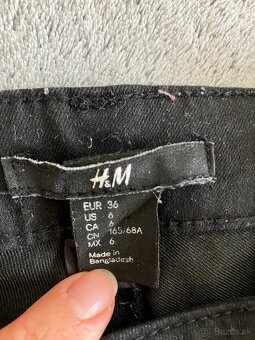 H&M
EUR 36
US 6
CA 6
CN 165/68A
MX 6
Made in
Bangladesh